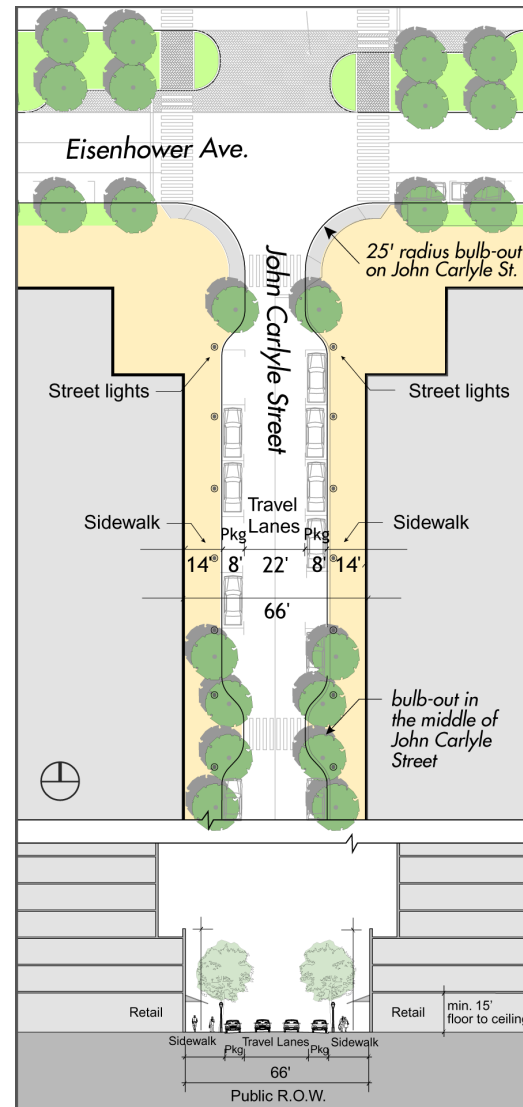 Eisenhower Ave.
25' radius bulb-out
on John Carlyle St.
John Carlyle Street
Street lights
Street lights
Travel
Lanes
Sidewalk
Pkg
Pkg
Sidewalk
14' 8' 22' 8' 14'
66'
bulb-out in
the middle of
John Carlyle
Street
Retail
Retail
min. 15'
floor to ceiling
Sidewalk
Pkg
Travel Lanes
Pkg
Sidewalk
66'
Public R.O.W.